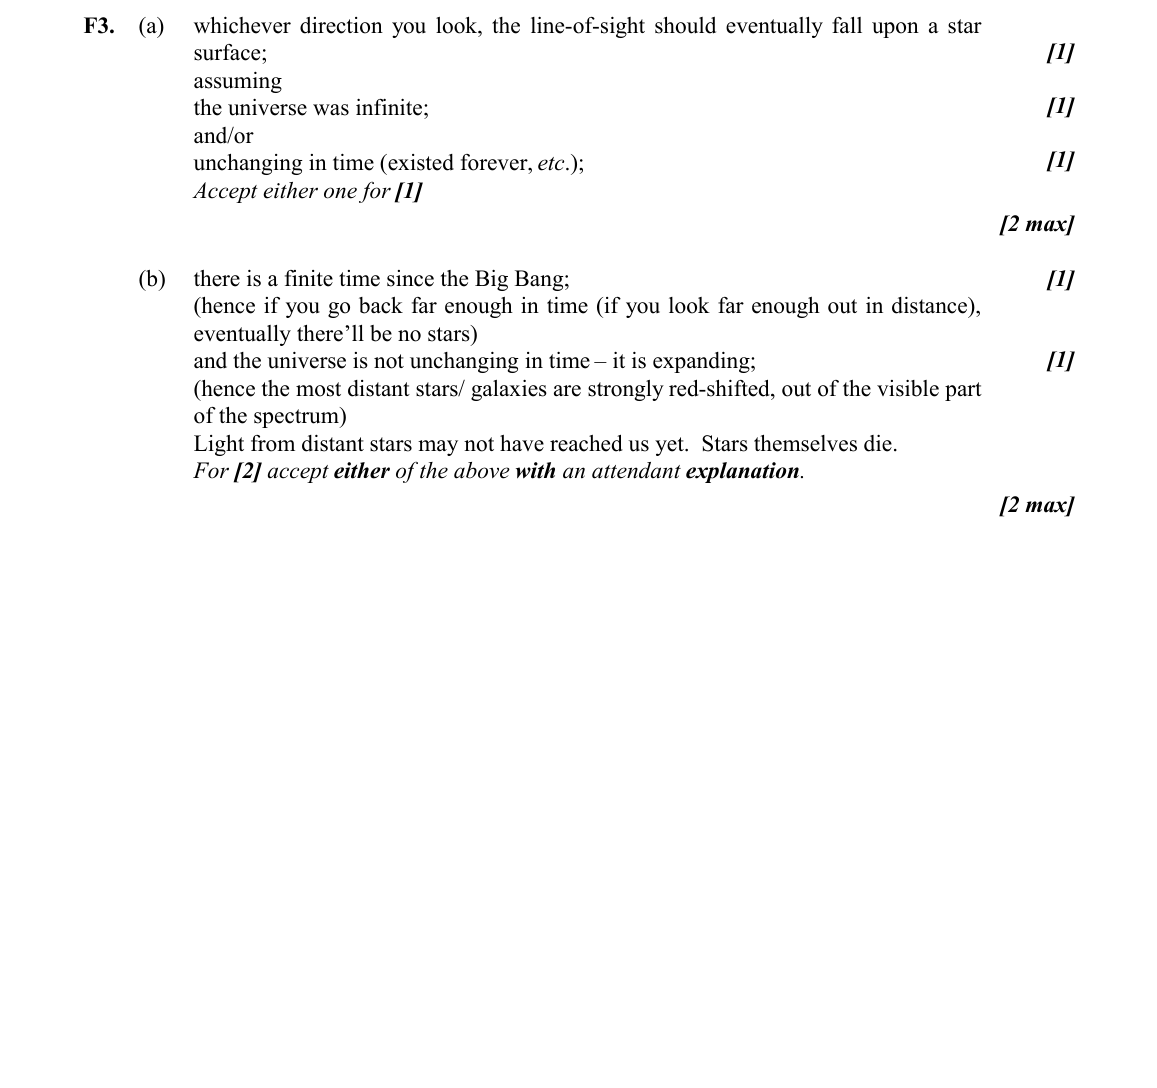 F3. (a) whichever direction you look, the line-of-sight should eventually fall upon a star
surface; [1]
assuming
the universe was infinite; [1]
and/or
unchanging in time (existed forever, etc.); [1]
Accept either one for [1]
[2 max]
(b) there is a finite time since the Big Bang; [1]
(hence if you go back far enough in time (if you look far enough out in distance),
eventually there’ll be no stars)
and the universe is not unchanging in time – it is expanding; [1]
(hence the most distant stars/ galaxies are strongly red-shifted, out of the visible part
of the spectrum)
Light from distant stars may not have reached us yet. Stars themselves die.
For [2] accept either of the above with an attendant explanation.
[2 max]